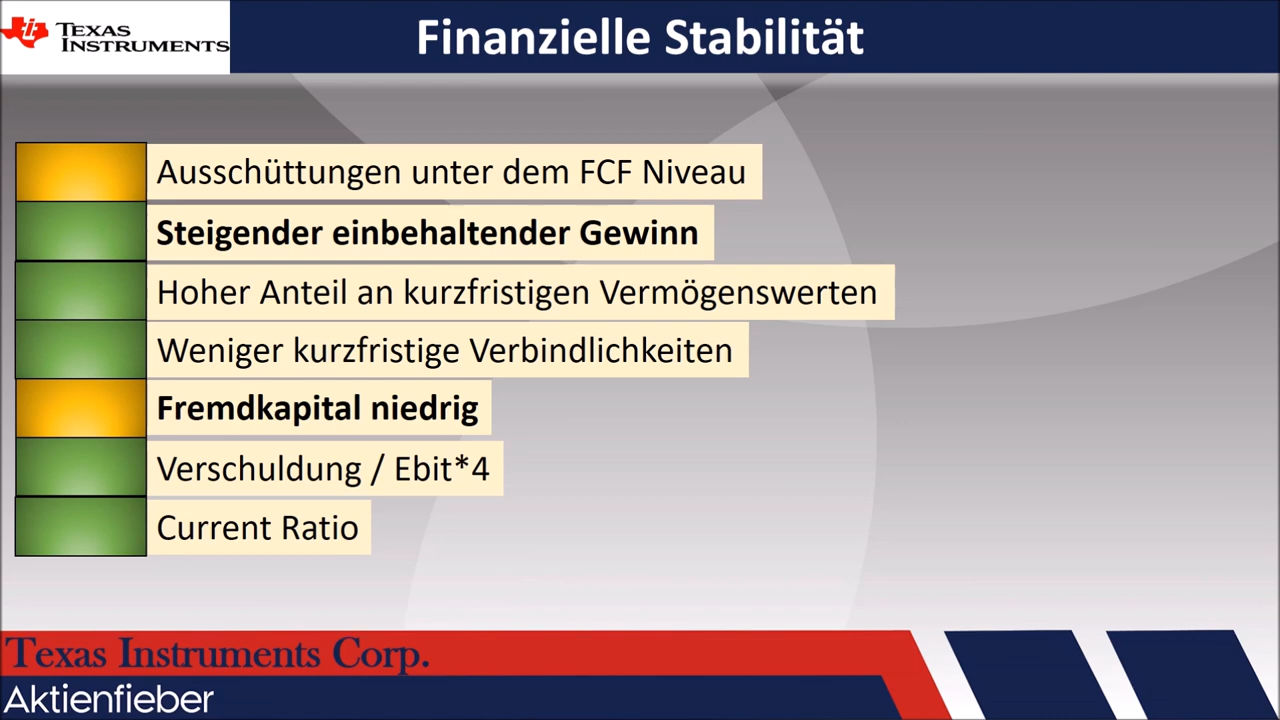 TEXAS
INSTRUMENTS
Finanzielle Stabilität
Ausschüttungen unter dem FCF Niveau
Steigender einbehaltender Gewinn
Hoher Anteil an kurzfristigen Vermögenswerten
Weniger kurzfristige Verbindlichkeiten
Fremdkapital niedrig
Verschuldung / Ebit*4
Current Ratio
Texas Instruments Corp.
Aktienfieber